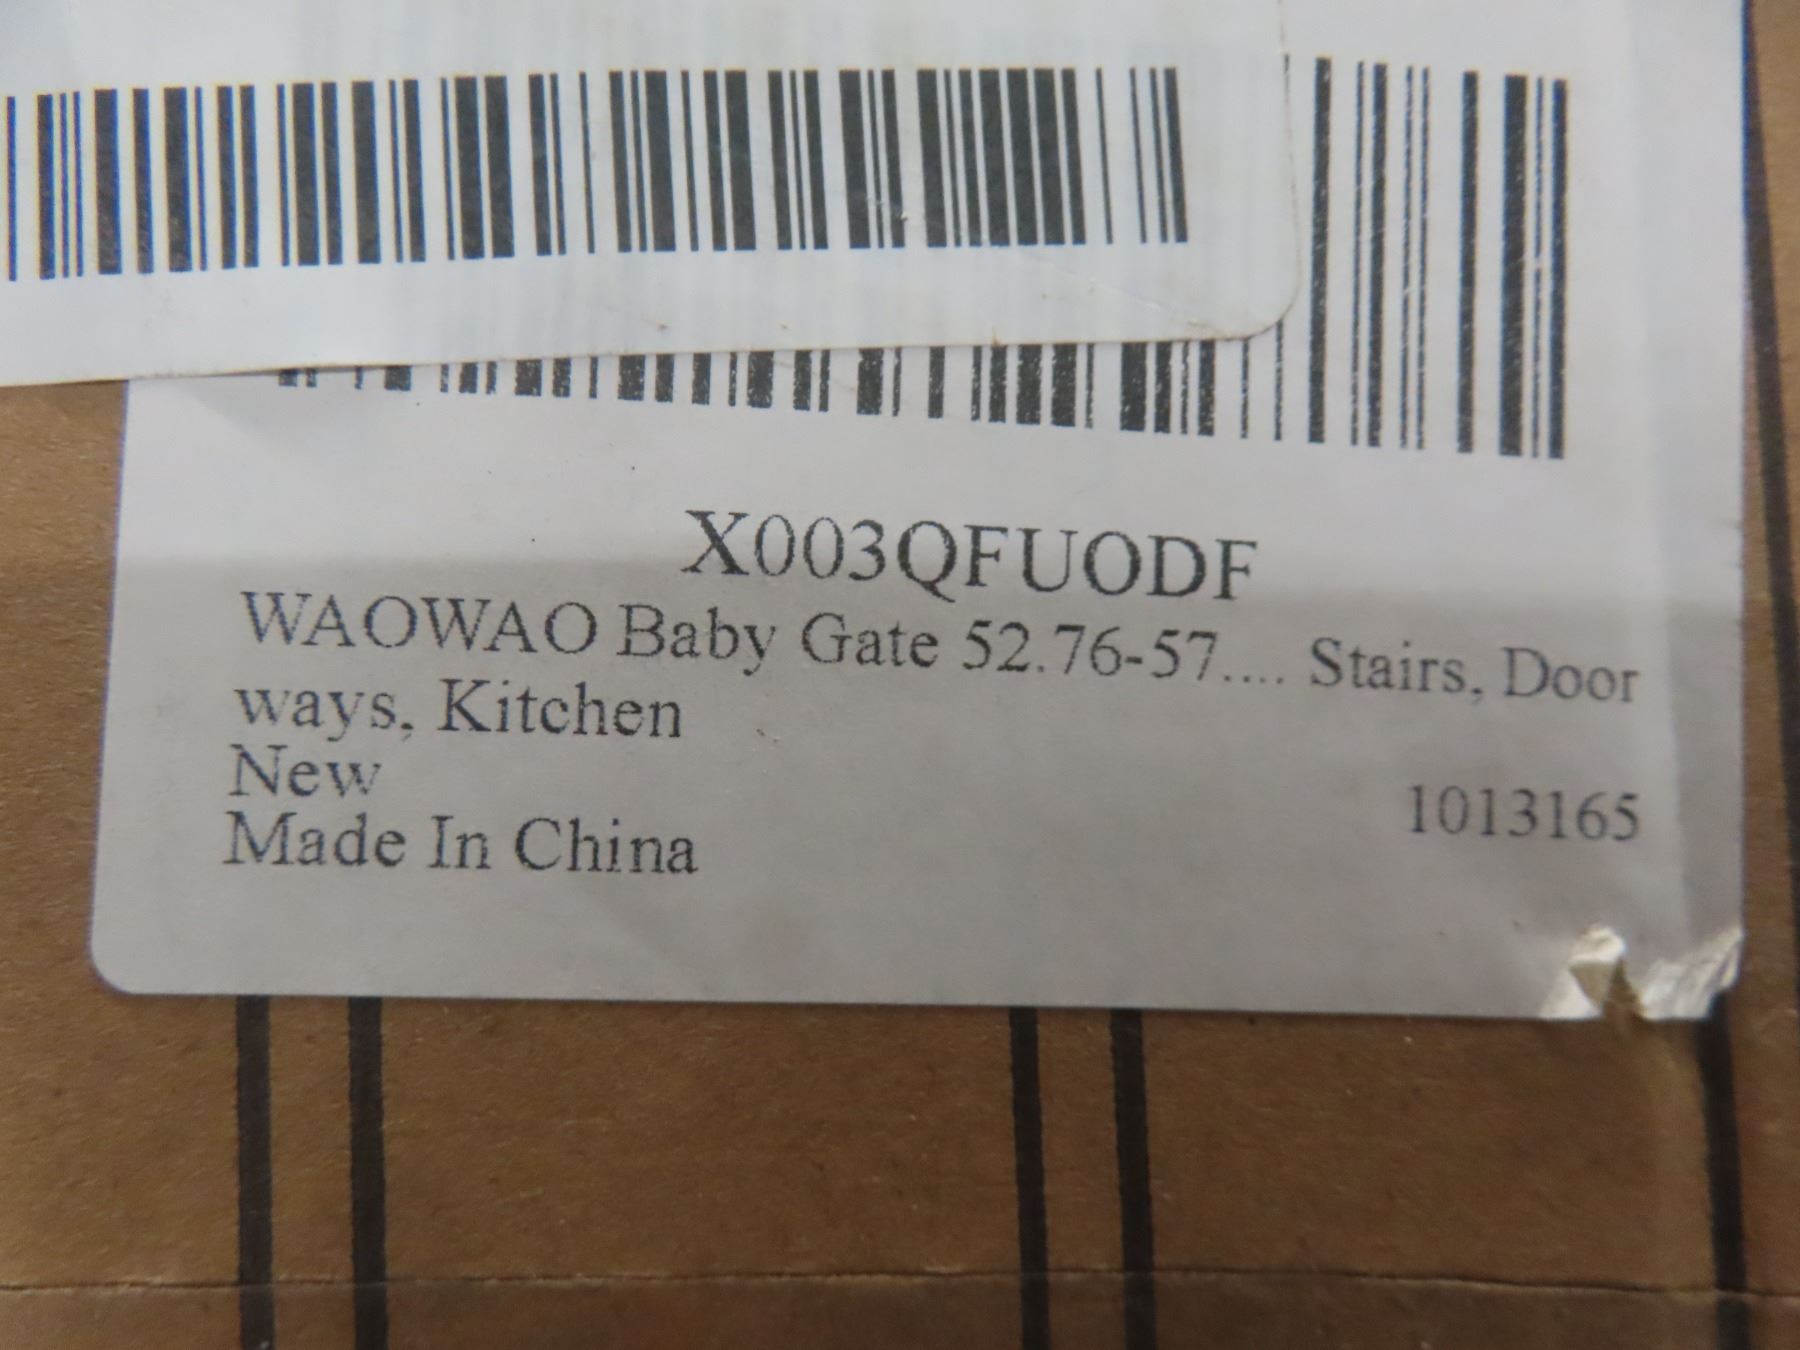 X003QFUODF
WAOWAO Baby Gate 52.76-57.... Stairs, Door
ways, Kitchen
New
1013165
Made In China